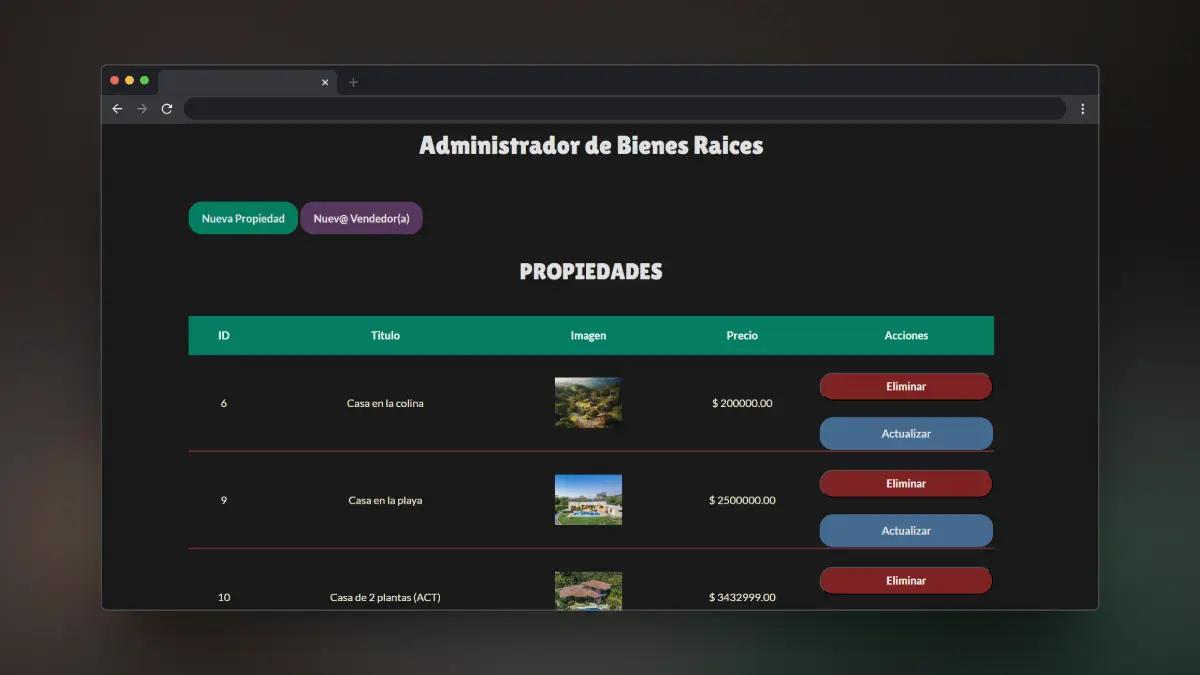 Administrador de Bienes Raices
Nueva Propiedad Nuev@ Vendedor(a)
PROPIEDADES
ID Titulo Imagen Precio Acciones
6 Casa en la colina $ 200000.00 Eliminar
Actualizar
9 Casa en la playa $ 2500000.00 Eliminar
Actualizar
10 Casa de 2 plantas (ACT) $ 3432999.00 Eliminar